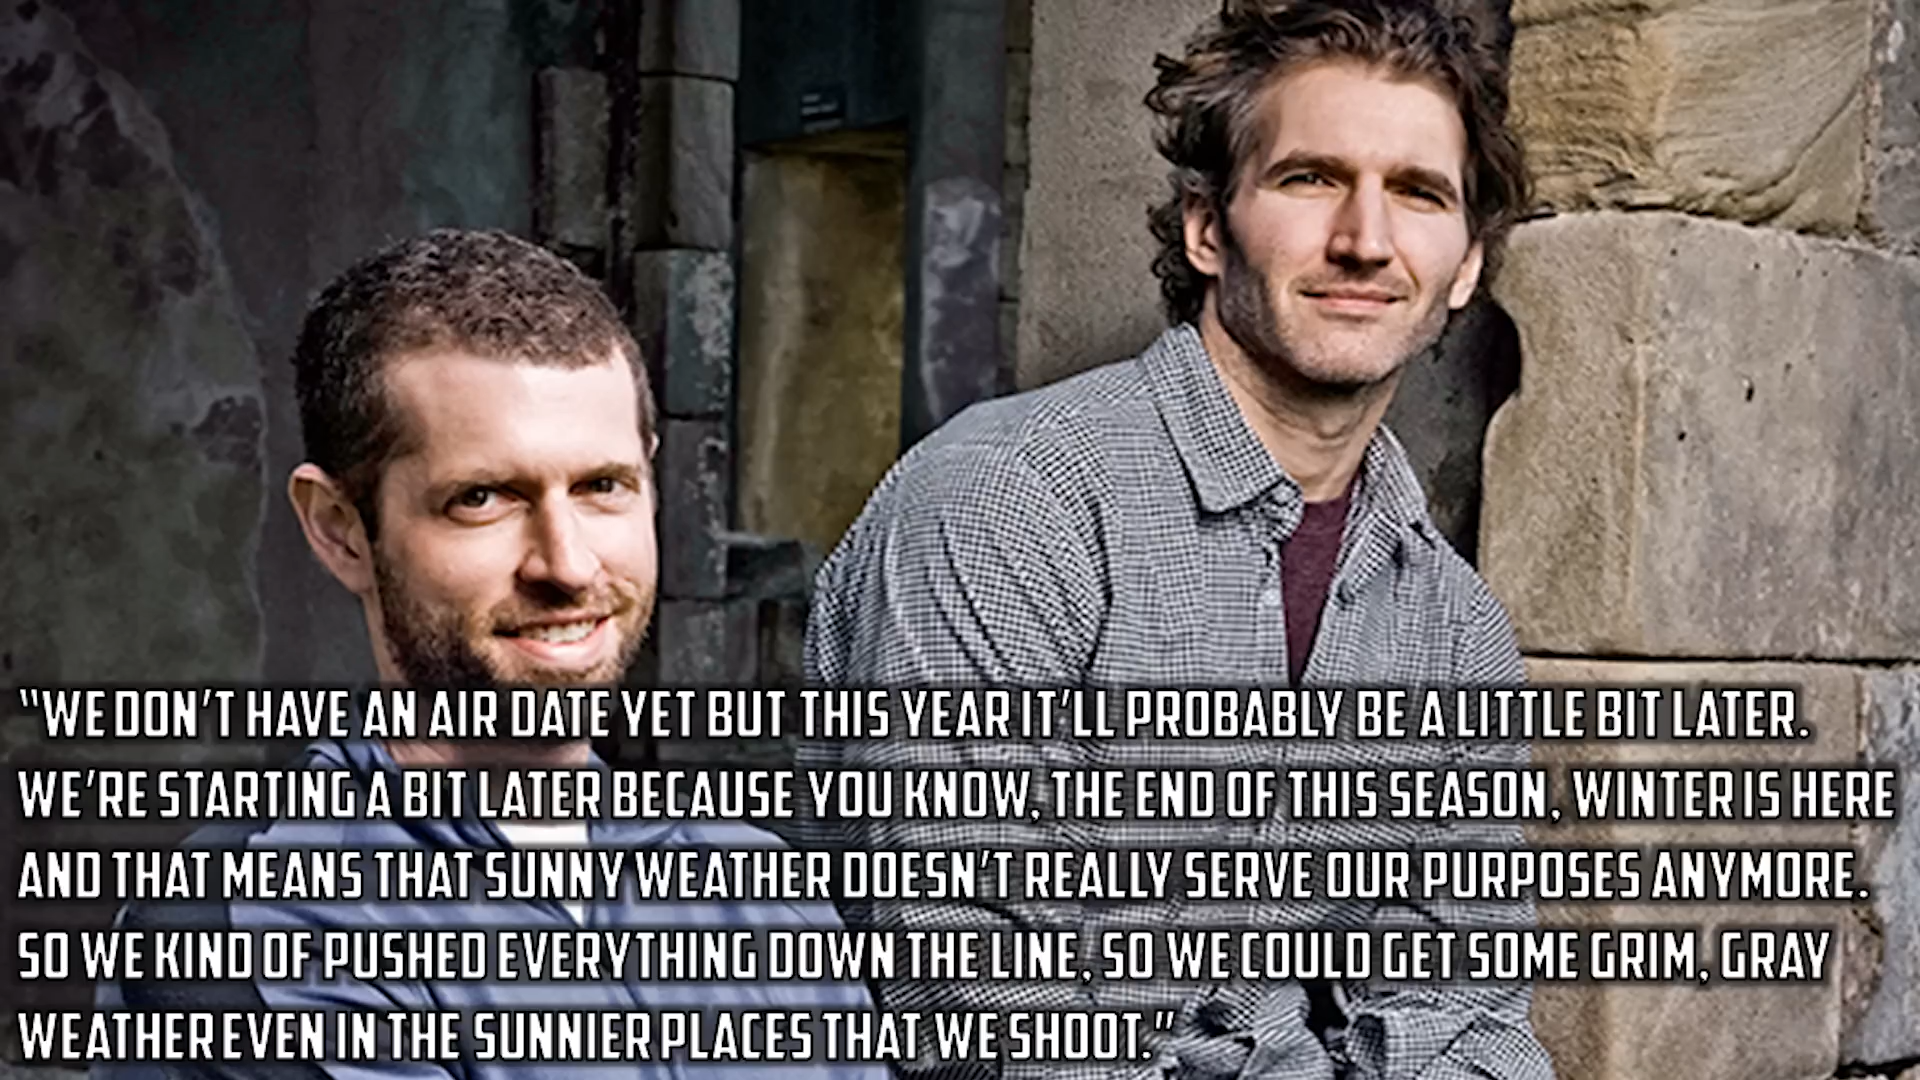 “WE DON’T HAVE AN AIR DATE YET BUT THIS YEAR IT’LL PROBABLY BE A LITTLE BIT LATER.
WE’RE STARTING A BIT LATER BECAUSE YOU KNOW, THE END OF THIS SEASON, WINTER IS HERE
AND THAT MEANS THAT SUNNY WEATHER DOESN’T REALLY SERVE OUR PURPOSES ANYMORE.
SO WE KIND OF PUSHED EVERYTHING DOWN THE LINE, SO WE COULD GET SOME GRIM, GRAY
WEATHER EVEN IN THE SUNNIER PLACES THAT WE SHOOT.”